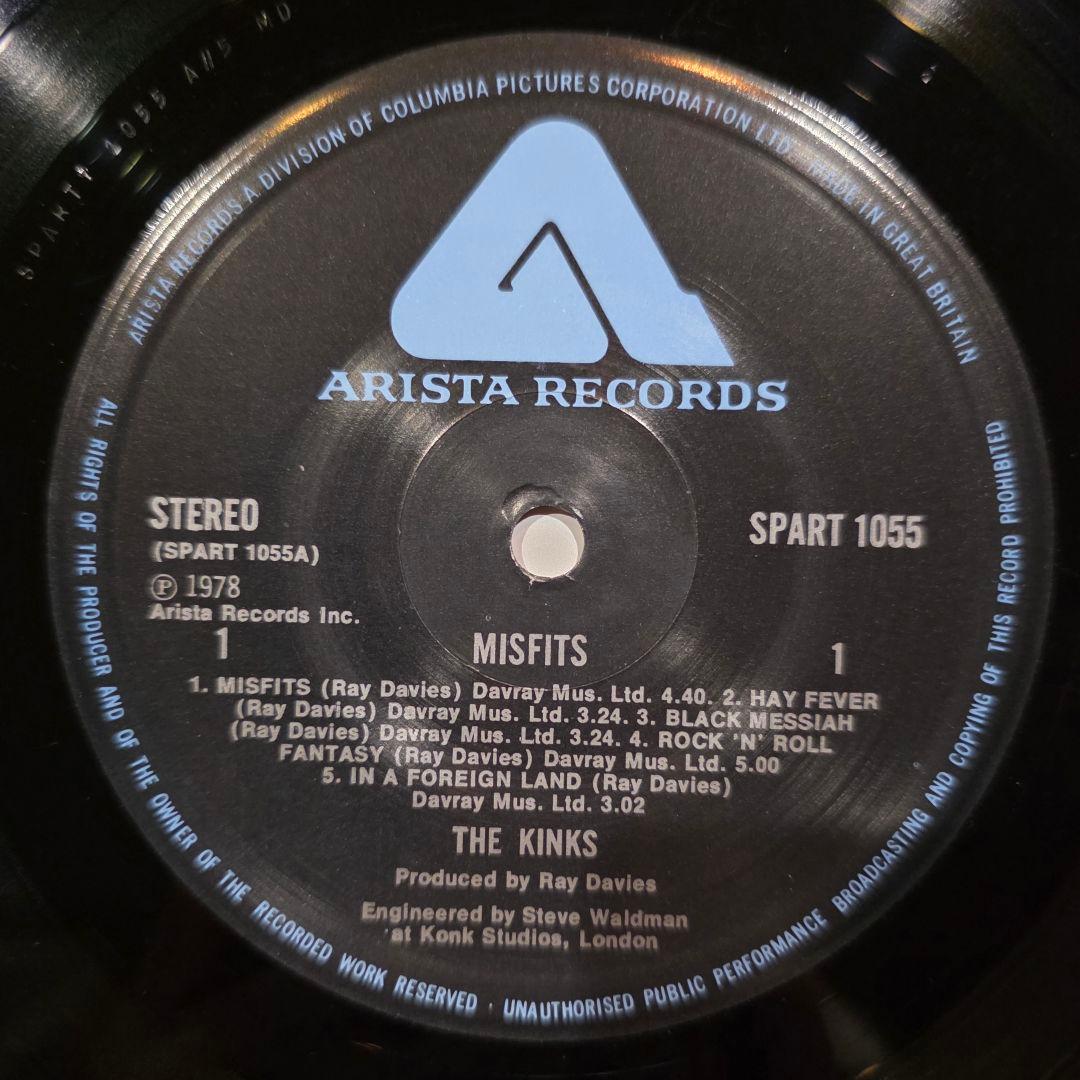 SPARTY 1055 A//5 MD
ARISTA RECORDS A DIVISION OF COLUMBIA PICTURES CORPORATION LTD. MADE IN GREAT BRITAIN
ARISTA RECORDS
STEREO
(SPART 1055A)
℗ 1978
Arista Records Inc.
1
SPART 1055
1
MISFITS
1. MISFITS (Ray Davies) Davray Mus. Ltd. 4.40. 2. HAY FEVER
(Ray Davies) Davray Mus. Ltd. 3.24. 3. BLACK MESSIAH
(Ray Davies) Davray Mus. Ltd. 3.24. 4. ROCK 'N' ROLL
FANTASY (Ray Davies) Davray Mus. Ltd. 5.00
5. IN A FOREIGN LAND (Ray Davies)
Davray Mus. Ltd. 3.02
THE KINKS
Produced by Ray Davies
Engineered by Steve Waldman
at Konk Studios, London
ALL RIGHTS OF THE PRODUCER AND OF THE OWNER OF THE RECORDED WORK RESERVED · UNAUTHORISED PUBLIC PERFORMANCE BROADCASTING AND COPYING OF THIS RECORD PROHIBITED